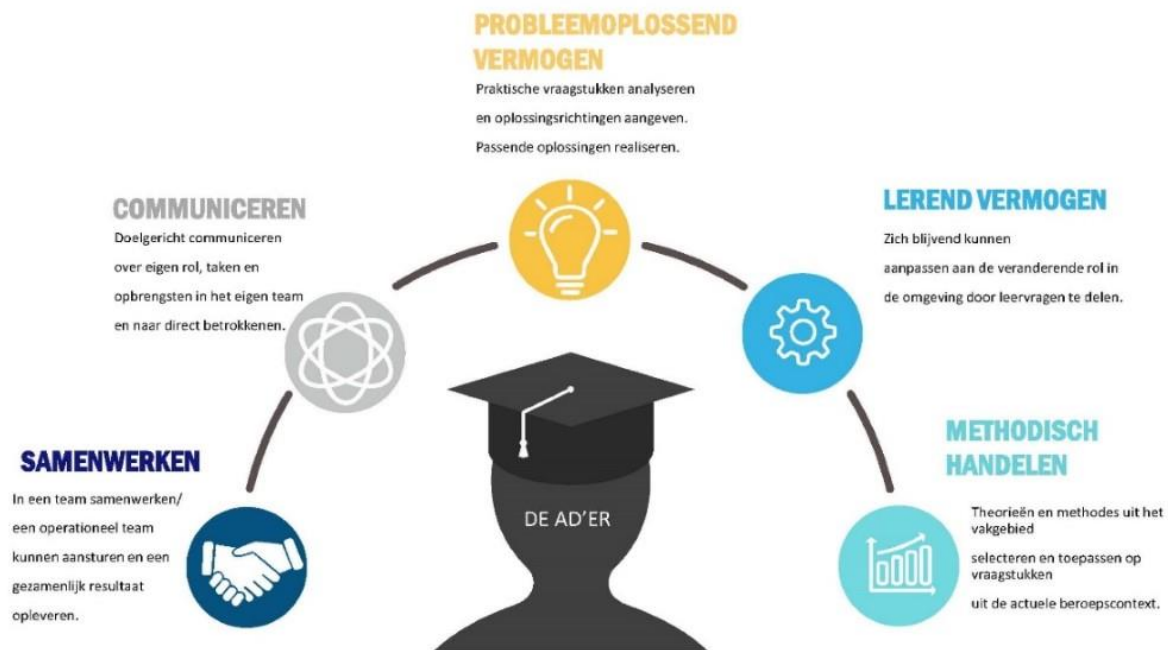 PROBLEEMOPLOSSEND
VERMOGEN
Praktische vraagstukken analyseren
en oplossingsrichtingen aangeven.
Passende oplossingen realiseren.
COMMUNICEREN
Doelgericht communiceren
over eigen rol, taken en
opbrengsten in het eigen team
en naar direct betrokkenen.
LEREND VERMOGEN
Zich blijvend kunnen
aanpassen aan de veranderende rol in
de omgeving door leervragen te delen.
SAMENWERKEN
In een team samenwerken/
een operationeel team
kunnen aansturen en een
gezamenlijk resultaat
opleveren.
METHODISCH
HANDELEN
Theorieën en methodes uit het
vakgebied
selecteren en toepassen op
vraagstukken
uit de actuele beroepscontext.
DE AD'ER